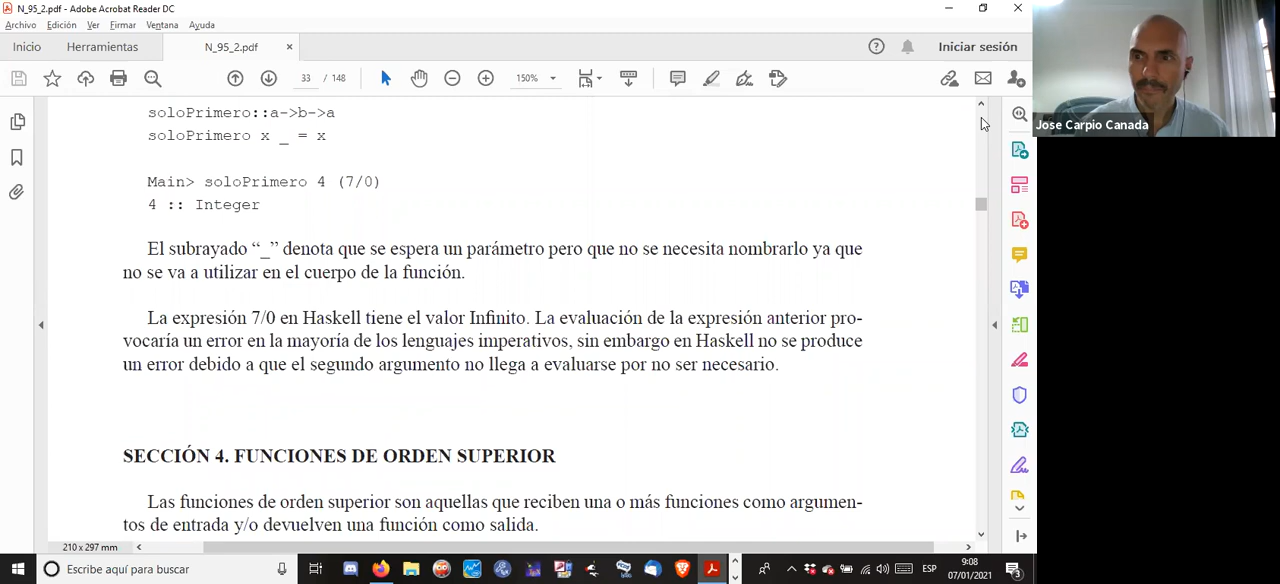 N_95_2.pdf - Adobe Acrobat Reader DC
Archivo Edición Ver Firmar Ventana Ayuda
Inicio Herramientas N_95_2.pdf × Iniciar sesión
33 / 148 150%
soloPrimero::a->b->a
soloPrimero x _ = x
Main> soloPrimero 4 (7/0)
4 :: Integer
El subrayado “_” denota que se espera un parámetro pero que no se necesita nombrarlo ya que
no se va a utilizar en el cuerpo de la función.
La expresión 7/0 en Haskell tiene el valor Infinito. La evaluación de la expresión anterior pro-
vocaría un error en la mayoría de los lenguajes imperativos, sin embargo en Haskell no se produce
un error debido a que el segundo argumento no llega a evaluarse por no ser necesario.
SECCIÓN 4. FUNCIONES DE ORDEN SUPERIOR
Las funciones de orden superior son aquellas que reciben una o más funciones como argumen-
tos de entrada y/o devuelven una función como salida.
210 x 297 mm
Jose Carpio Canada
Escribe aquí para buscar
ESP
9:08
07/01/2021
3